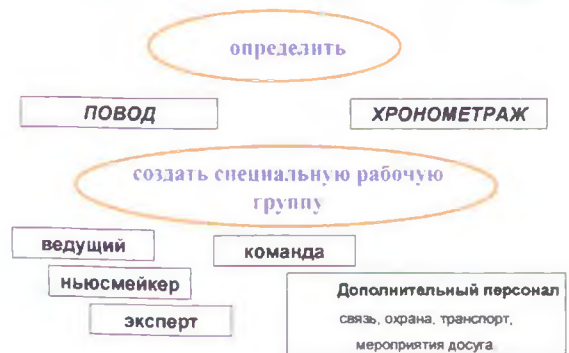 определить
ПОВОД
ХРОНОМЕТРАЖ
создать специальную рабочую
группу
ведущий
команда
ньюсмейкер
эксперт
Дополнительный персонал
связь, охрана, транспорт,
мероприятия досуга